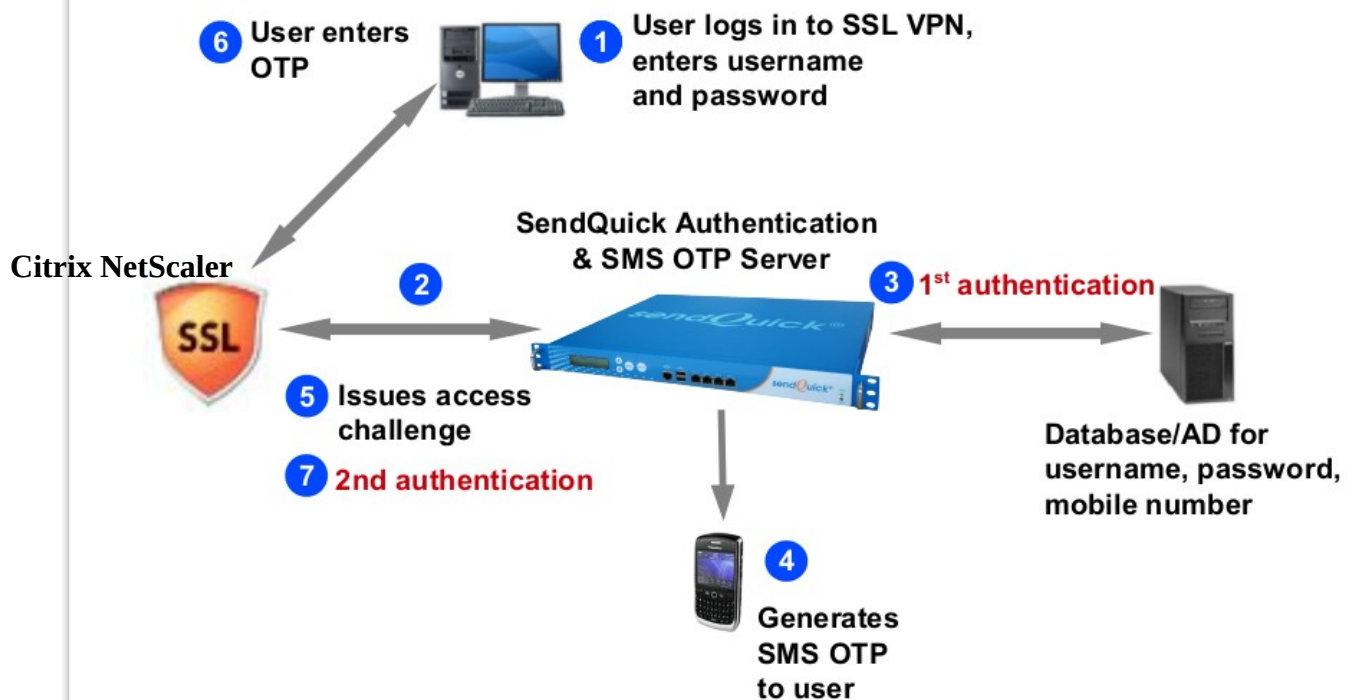 6 User enters
OTP
1 User logs in to SSL VPN,
enters username
and password
SendQuick Authentication
& SMS OTP Server
Citrix NetScaler
SSL
2
3 1st authentication
sendQuick®
sendQuick®
5 Issues access
challenge
7 2nd authentication
Database/AD for
username, password,
mobile number
4
Generates
SMS OTP
to user